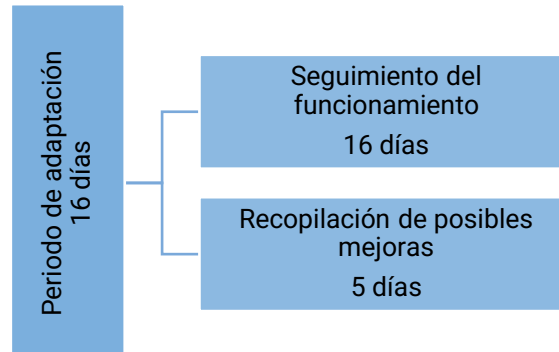 Periodo de adaptación
16 días
Seguimiento del
funcionamiento
16 días
Recopilación de posibles
mejoras
5 días